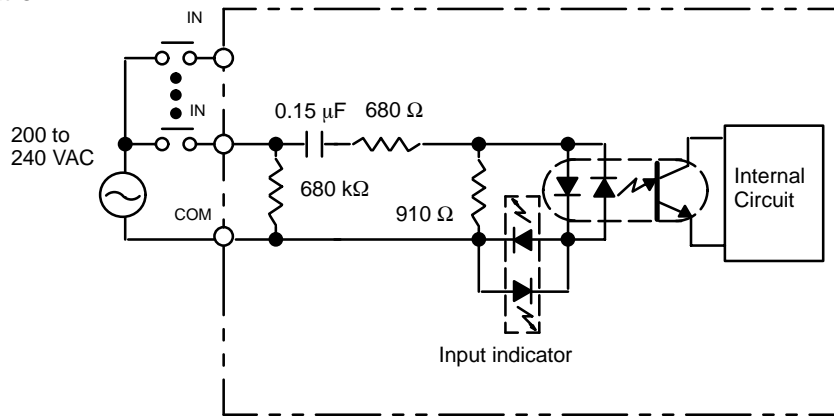 IN
IN
0.15 μF
680 Ω
200 to
240 VAC
680 kΩ
Internal
Circuit
COM
910 Ω
Input indicator